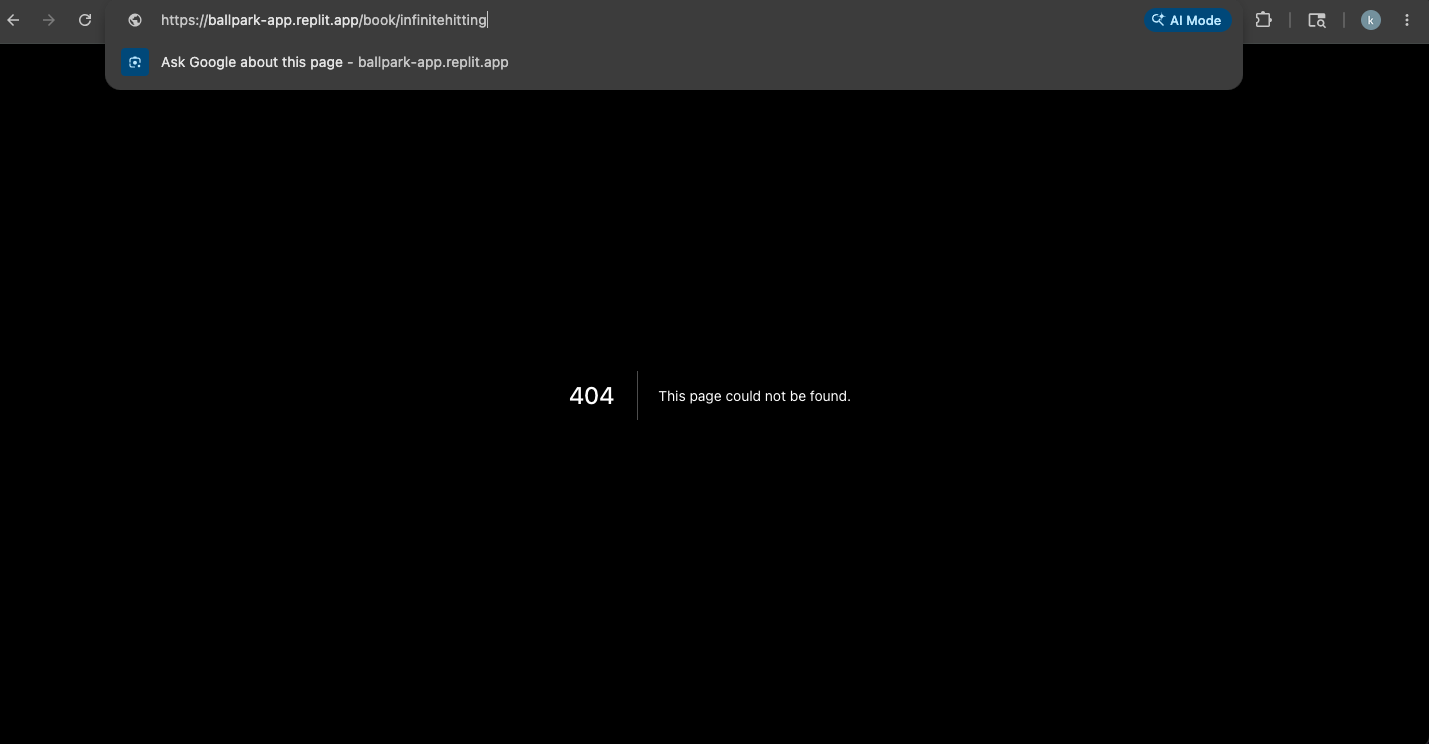 https://ballpark-app.replit.app/book/infinitehitting
AI Mode
k
Ask Google about this page - ballpark-app.replit.app
404
This page could not be found.